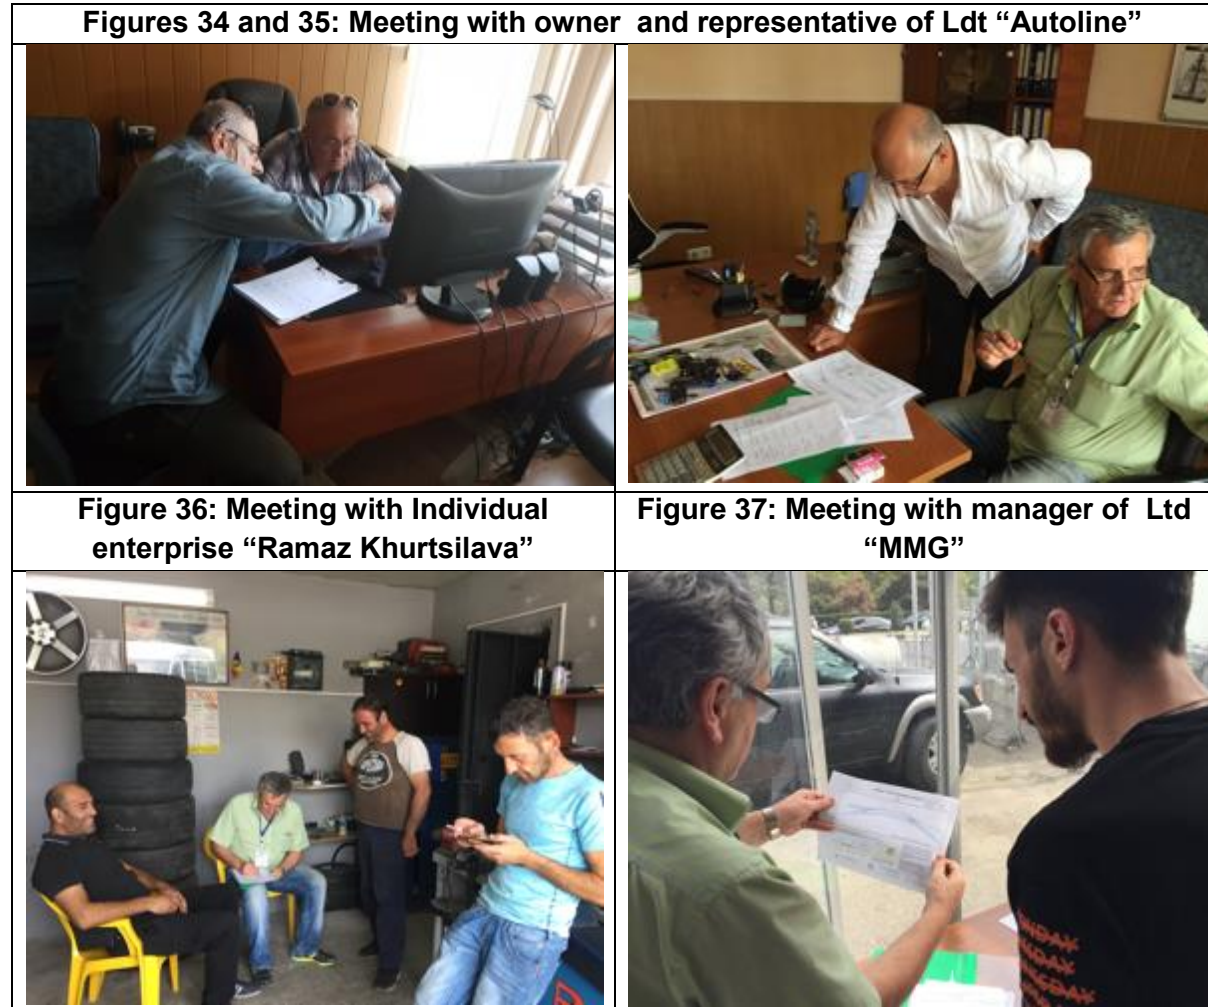 Figures 34 and 35: Meeting with owner  and representative of Ldt “Autoline”
Figure 36: Meeting with Individual
enterprise “Ramaz Khurtsilava”
Figure 37: Meeting with manager of  Ltd
“MMG”